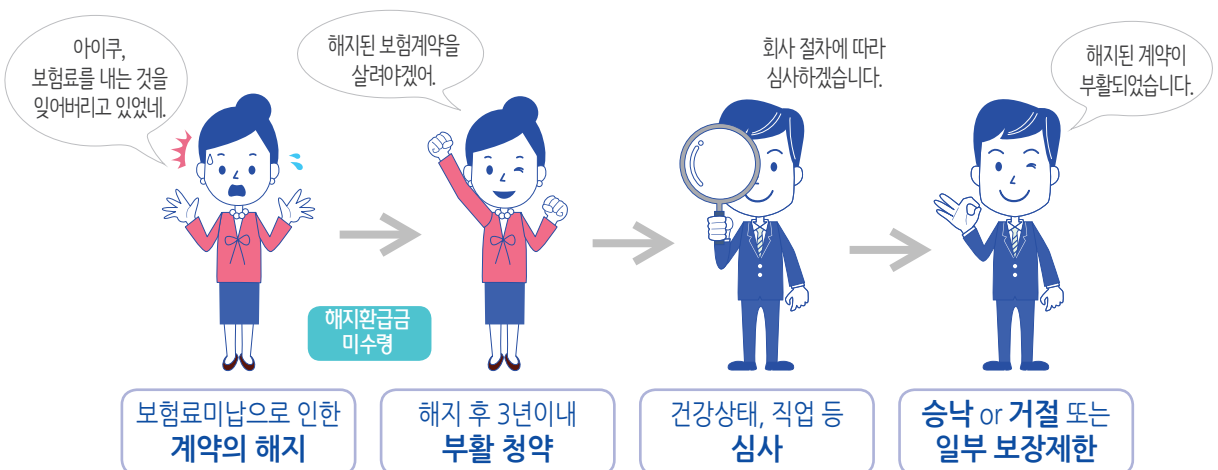 아이쿠,
보험료를 내는 것을
잊어버리고 있었네.
해지된 보험계약을
살려야겠어.
회사 절차에 따라
심사하겠습니다.
해지된 계약이
부활되었습니다.
해지환급금
미수령
보험료미납으로 인한
계약의 해지
해지 후 3년이내
부활 청약
건강상태, 직업 등
심사
승낙 or 거절 또는
일부 보장제한